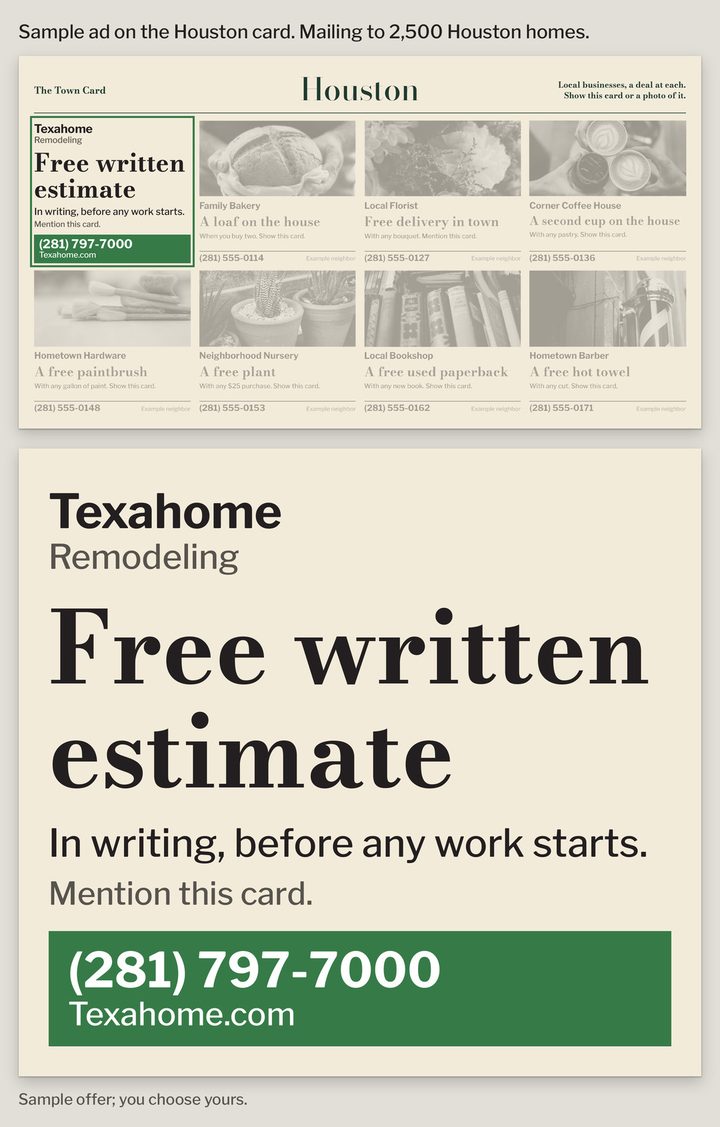 Sample ad on the Houston card. Mailing to 2,500 Houston homes.
The Town Card
Houston
Local businesses, a deal at each.
Show this card or a photo of it.
Texahome
Remodeling
Free written
estimate
In writing, before any work starts.
Mention this card.
(281) 797-7000
Texahome.com
Family Bakery
A loaf on the house
When you buy two. Show this card.
(281) 555-0114
Example neighbor
Local Florist
Free delivery in town
With any bouquet. Mention this card.
(281) 555-0127
Example neighbor
Corner Coffee House
A second cup on the house
With any pastry. Show this card.
(281) 555-0136
Example neighbor
Hometown Hardware
A free paintbrush
With any gallon of paint. Show this card.
(281) 555-0148
Example neighbor
Neighborhood Nursery
A free plant
With any $25 purchase. Show this card.
(281) 555-0153
Example neighbor
Local Bookshop
A free used paperback
With any new book. Show this card.
(281) 555-0162
Example neighbor
Hometown Barber
A free hot towel
With any cut. Show this card.
(281) 555-0171
Example neighbor
Texahome
Remodeling
Free written
estimate
In writing, before any work starts.
Mention this card.
(281) 797-7000
Texahome.com
Sample offer; you choose yours.